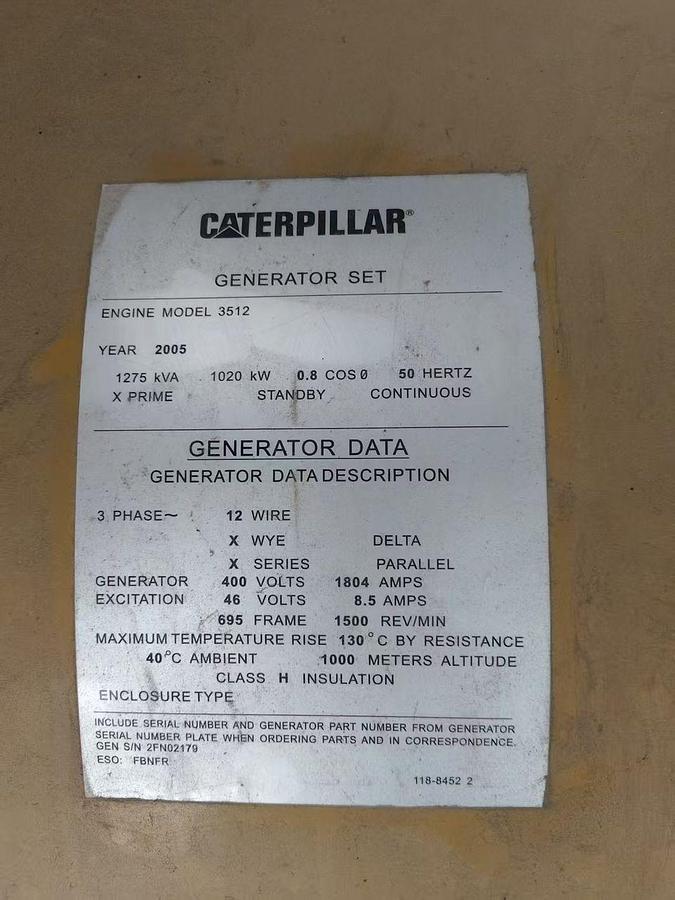 CATERPILLAR®
GENERATOR SET
ENGINE MODEL 3512
YEAR 2005
1275 kVA 1020 kW 0.8 COS Ø 50 HERTZ
X PRIME STANDBY CONTINUOUS
GENERATOR DATA
GENERATOR DATA DESCRIPTION
3 PHASE~ 12 WIRE
X WYE DELTA
X SERIES PARALLEL
GENERATOR 400 VOLTS 1804 AMPS
EXCITATION 46 VOLTS 8.5 AMPS
695 FRAME 1500 REV/MIN
MAXIMUM TEMPERATURE RISE 130°C BY RESISTANCE
40°C AMBIENT 1000 METERS ALTITUDE
CLASS H INSULATION
ENCLOSURE TYPE
INCLUDE SERIAL NUMBER AND GENERATOR PART NUMBER FROM GENERATOR
SERIAL NUMBER PLATE WHEN ORDERING PARTS AND IN CORRESPONDENCE.
GEN S/N 2FN02179
ESO: FBNFR
118-8452 2